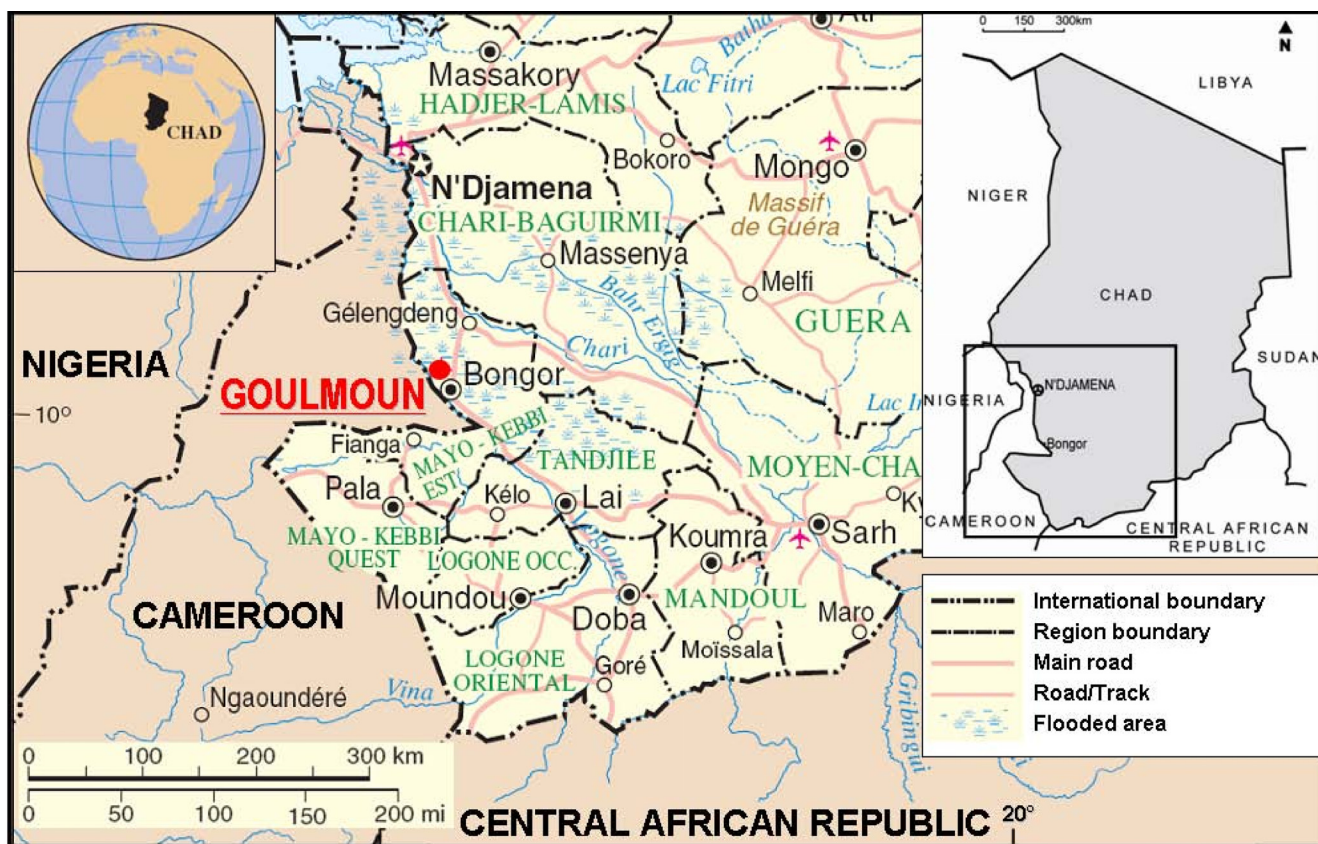 CHAD
Massakory
HADJER-LAMIS
Batha
Lac Fitri
Bokoro
Mongo
Massif
de Guéra
N'Djamena
CHARI-BAGUIRMI
Massenya
Melfi
Bahr Ergig
GUERA
Gélengdeng
Chari
NIGERIA
GOULMOUN
Bongor
10°
Fianga
MAYO - KEBBI
EST
TANDJILE
MOYEN-CHA
Pala
Kélo
Lai
Sarh
Koumra
MAYO - KEBBI
QUEST
LOGONE OCC.
Logone
CAMEROON
Moundou
Doba
MANDOUL
Maro
Moïssala
LOGONE
ORIENTAL
Goré
Vina
Ngaoundéré
Gribingui
0 100 150 200 300 km
0 50 100 150 200 mi
CENTRAL AFRICAN REPUBLIC
20°
0 150 300km
N
LIBYA
NIGER
CHAD
SUDAN
N'DJAMENA
NIGERIA
Bongor
CAMEROON
CENTRAL AFRICAN
REPUBLIC
International boundary
Region boundary
Main road
Road/Track
Flooded area